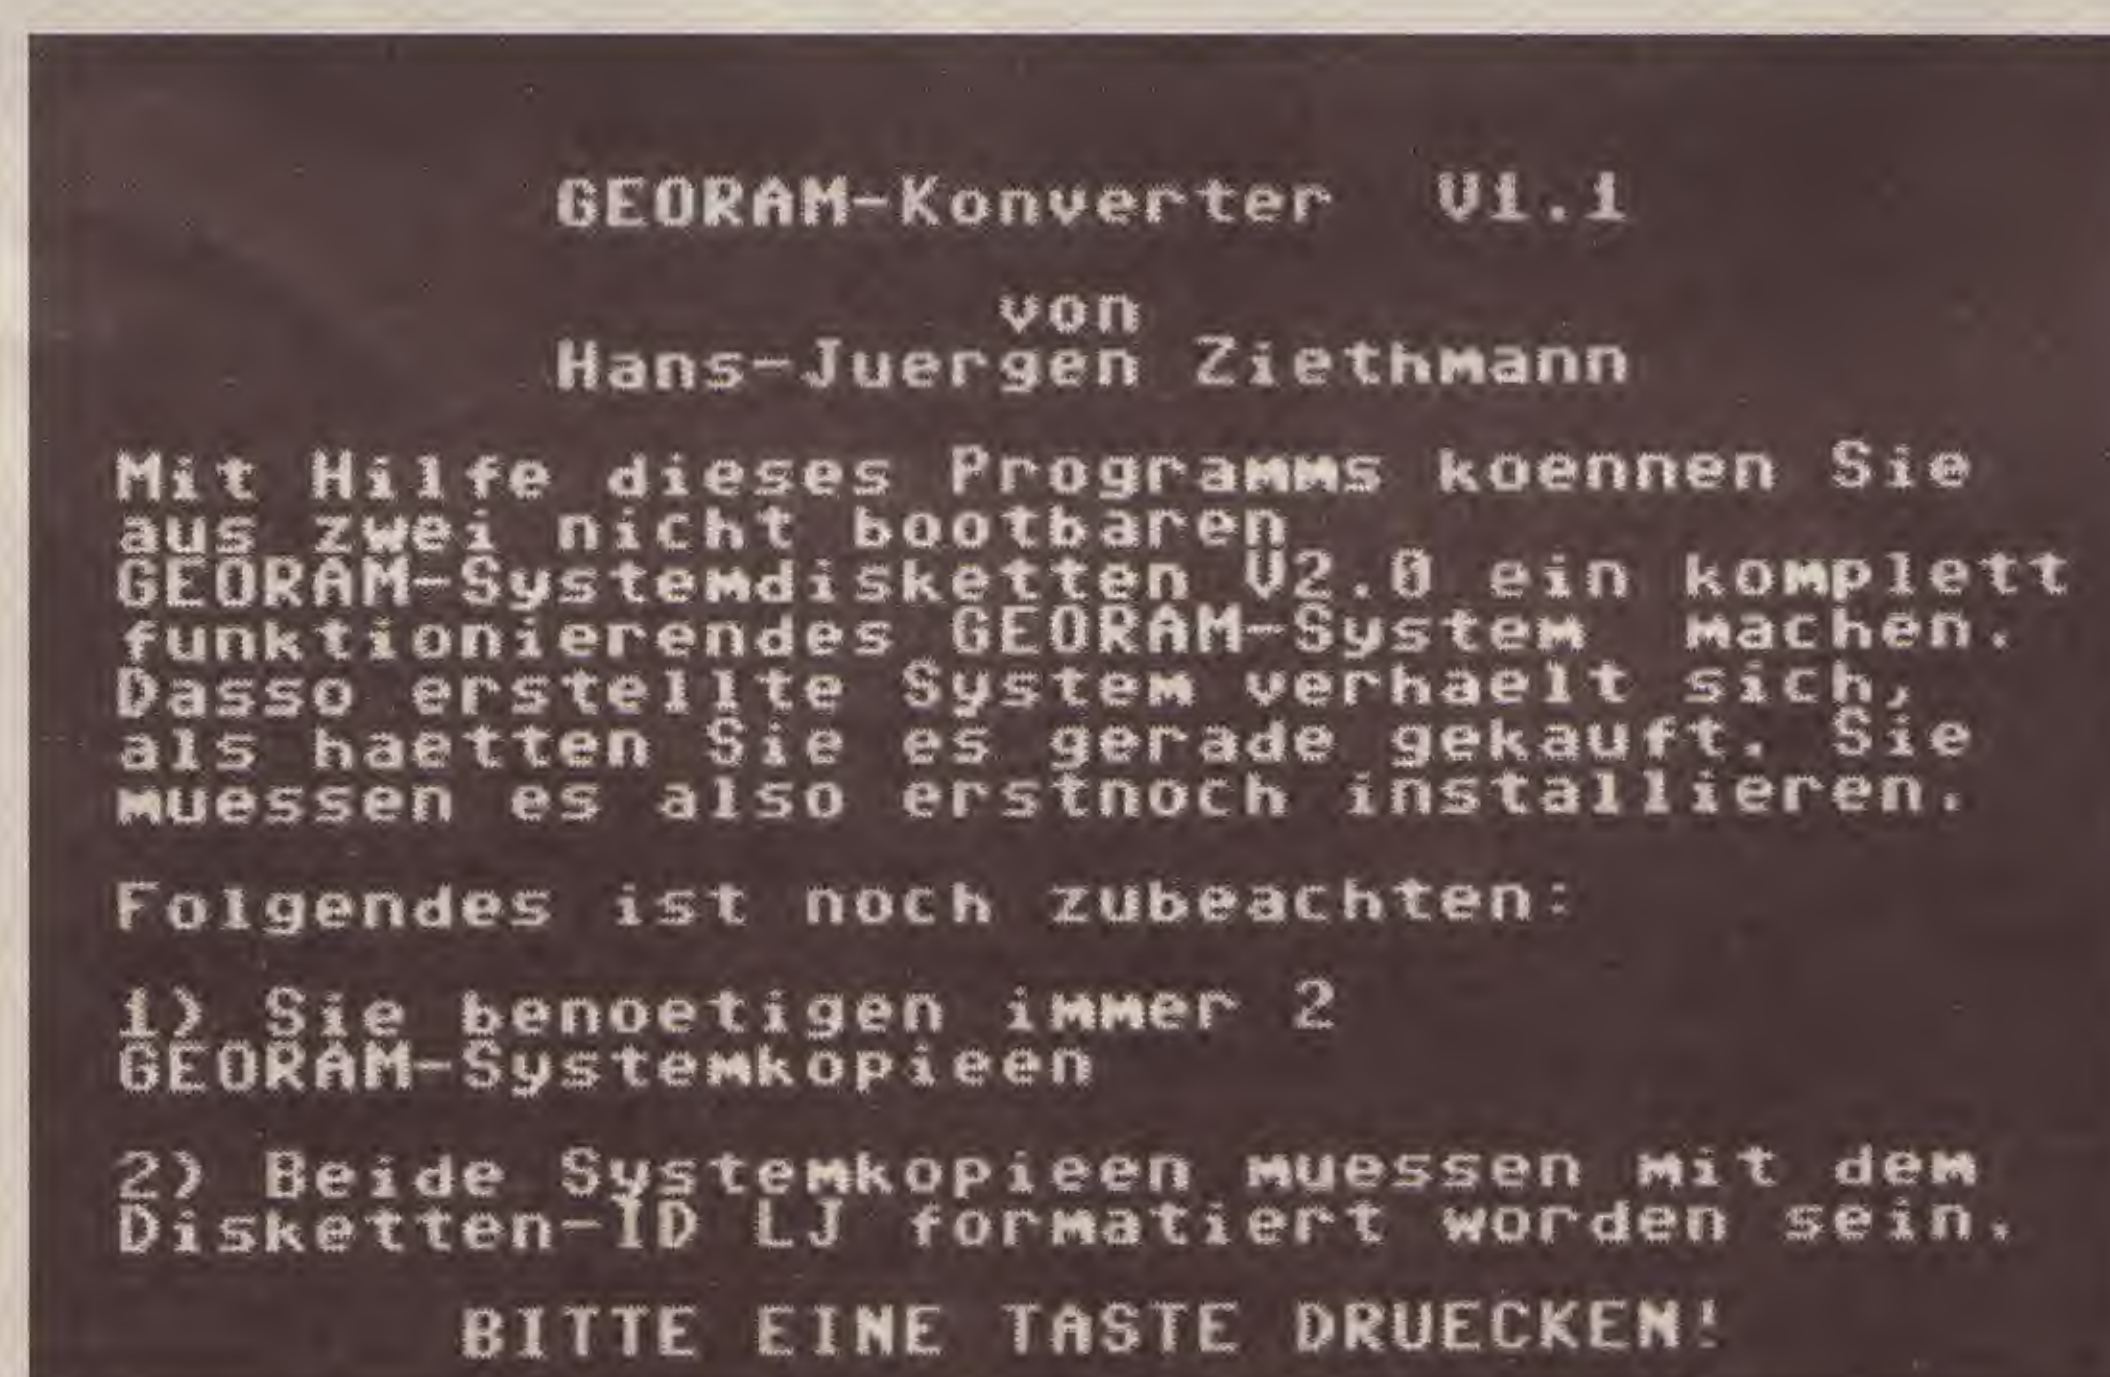 GEORAM-Konverter V1.1
von
Hans-Juergen Ziethmann
Mit Hilfe dieses Programms koennen Sie
aus zwei nicht bootbaren
GEORAM-Systemdisketten V2.0 ein komplett
funktionierendes GEORAM-System machen.
Dasso erstellte System verhaelt sich,
als haetten Sie es gerade gekauft. Sie
muessen es also erstnoch installieren.
Folgendes ist noch zubeachten:
1) Sie benoetigen immer 2
GEORAM-Systemkopieen
2) Beide Systemkopieen muessen mit dem
Disketten-ID LJ formatiert worden sein.
BITTE EINE TASTE DRUECKEN!